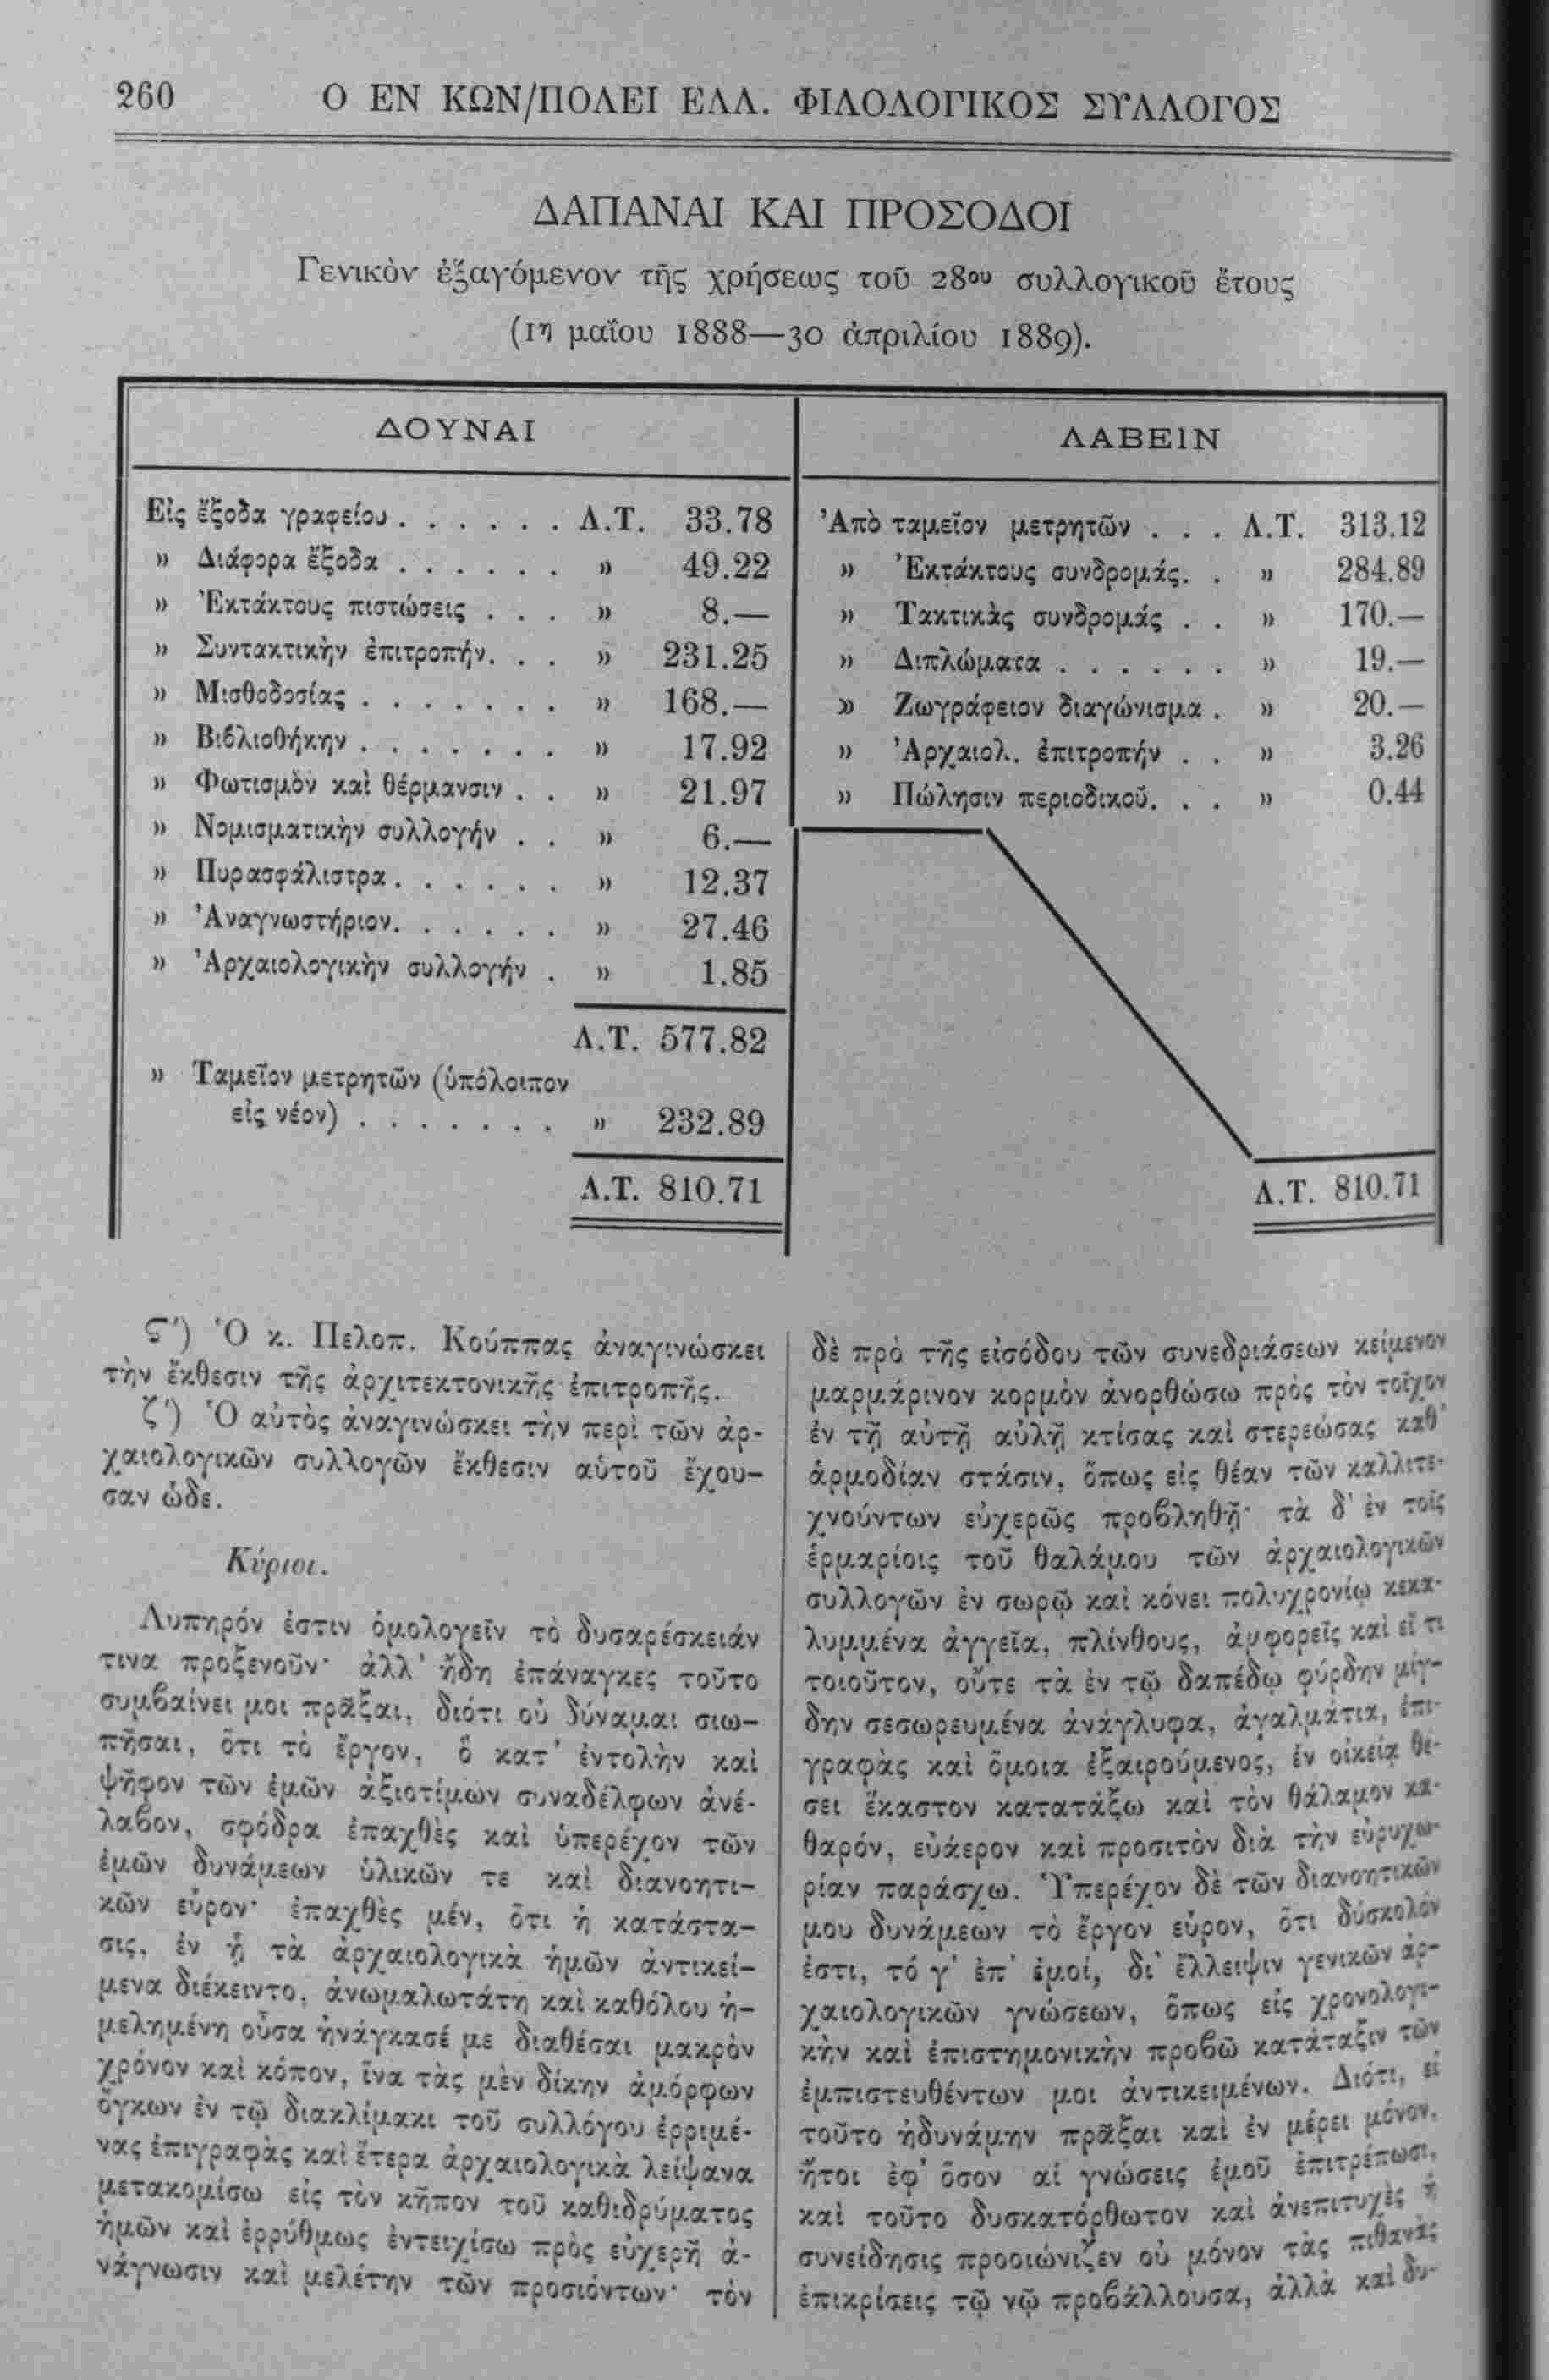 260 Ο ΕΝ ΚΩΝ/ΠΟΛΕΙ ΕΛΛ. ΦΙΛΟΛΟΓΙΚΟΣ ΣΥΛΛΟΓΟΣ
ΔΑΠΑΝΑΙ ΚΑΙ ΠΡΟΣΟΔΟΙ
Γενικὸν ἐξαγόμενον τῆς χρήσεως τοῦ 28ου συλλογικοῦ ἔτους
(1η μαΐου 1888—30 ἀπριλίου 1889).
ΔΟΥΝΑΙ
Εἰς ἔξοδα γραφείου . . . . . . Λ.Τ. 33.78
» Διάφορα ἔξοδα . . . . . . » 49.22
» Ἐκτάκτους πιστώσεις . . . » 8.—
» Συντακτικὴν ἐπιτροπήν. . . » 231.25
» Μισθοδοσίας . . . . . . . » 168.—
» Βιβλιοθήκην . . . . . . . » 17.92
» Φωτισμὸν καὶ θέρμανσιν . . » 21.97
» Νομισματικὴν συλλογήν . . » 6.—
» Πυρασφάλιστρα. . . . . . » 12.37
» Ἀναγνωστήριον. . . . . . » 27.46
» Ἀρχαιολογικὴν συλλογήν . » 1.85
Λ.Τ. 577.82
» Ταμεῖον μετρητῶν (ὑπόλοιπον
εἰς νέον) . . . . . . . » 232.89
Λ.Τ. 810.71
ΛΑΒΕΙΝ
Ἀπὸ ταμεῖον μετρητῶν . . . Λ.Τ. 313.12
» Ἐκτάκτους συνδρομάς. . » 284.89
» Τακτικὰς συνδρομάς . . » 170.—
» Διπλώματα . . . . . . » 19.—
» Ζωγράφειον διαγώνισμα . » 20.—
» Ἀρχαιολ. ἐπιτροπήν . . » 3.26
» Πώλησιν περιοδικοῦ. . . » 0.44
Λ.Τ. 810.71
Ϛʹ) Ὁ κ. Πελοπ. Κούππας ἀναγινώσκει
τὴν ἔκθεσιν τῆς ἀρχιτεκτονικῆς ἐπιτροπῆς.
ζʹ) Ὁ αὐτὸς ἀναγινώσκει τὴν περὶ τῶν ἀρ-
χαιολογικῶν συλλογῶν ἔκθεσιν αὑτοῦ ἔχου-
σαν ὧδε.
Κύριοι.
Λυπηρόν ἐστιν ὁμολογεῖν τὸ δυσαρέσκειάν
τινα προξενοῦν· ἀλλ' ἤδη ἐπάναγκες τοῦτο
συμβαίνει μοι πρᾶξαι, διότι οὐ δύναμαι σιω-
πῆσαι, ὅτι τὸ ἔργον, ὃ κατ' ἐντολὴν καὶ
ψῆφον τῶν ἐμῶν ἀξιοτίμων συναδέλφων ἀνέ-
λαβον, σφόδρα ἐπαχθὲς καὶ ὑπερέχον τῶν
ἐμῶν δυνάμεων ὑλικῶν τε καὶ διανοητι-
κῶν εὗρον· ἐπαχθὲς μέν, ὅτι ἡ κατάστα-
σις, ἐν ᾗ τὰ ἀρχαιολογικὰ ἡμῶν ἀντικεί-
μενα διέκειντο, ἀνωμαλωτάτη καὶ καθόλου ἠ-
μελημένη οὖσα ἠνάγκασέ με διαθέσαι μακρὸν
χρόνον καὶ κόπον, ἵνα τὰς μὲν δίκην ἀμόρφων
ὄγκων ἐν τῷ διακλίμακι τοῦ συλλόγου ἐρριμέ-
νας ἐπιγραφὰς καὶ ἕτερα ἀρχαιολογικὰ λείψανα
μετακομίσω εἰς τὸν κῆπον τοῦ καθιδρύματος
ἡμῶν καὶ ἐρρύθμως ἐντειχίσω πρὸς εὐχερῆ ἀ-
νάγνωσιν καὶ μελέτην τῶν προσιόντων· τὸν
δὲ πρὸ τῆς εἰσόδου τῶν συνεδριάσεων κείμενον
μαρμάρινον κορμὸν ἀνορθώσω πρὸς τὸν τοῖχον
ἐν τῇ αὐτῇ αὐλῇ κτίσας καὶ στερεώσας καθ'
ἁρμοδίαν στάσιν, ὅπως εἰς θέαν τῶν καλλιτε-
χνούντων εὐχερῶς προβληθῇ· τὰ δ' ἐν τοῖς
ἑρμαρίοις τοῦ θαλάμου τῶν ἀρχαιολογικῶν
συλλογῶν ἐν σωρῷ καὶ κόνει πολυχρονίῳ κεκα-
λυμμένα ἀγγεῖα, πλίνθους, ἀμφορεῖς καὶ εἴ τι
τοιοῦτον, οὔτε τὰ ἐν τῷ δαπέδῳ φύρδην μίγ-
δην σεσωρευμένα ἀνάγλυφα, ἀγαλμάτια, ἐπι-
γραφὰς καὶ ὅμοια ἐξαιρούμενος, ἐν οἰκείᾳ θέ-
σει ἕκαστον κατατάξω καὶ τὸν θάλαμον κα-
θαρόν, εὐάερον καὶ προσιτὸν διὰ τὴν εὐρυχω-
ρίαν παράσχω. Ὑπερέχον δὲ τῶν διανοητικῶν
μου δυνάμεων τὸ ἔργον εὗρον, ὅτι δύσκολόν
ἐστι, τό γ' ἐπ' ἐμοί, δι' ἔλλειψιν γενικῶν ἀρ-
χαιολογικῶν γνώσεων, ὅπως εἰς χρονολογι-
κὴν καὶ ἐπιστημονικὴν προβῶ κατάταξιν τῶν
ἐμπιστευθέντων μοι ἀντικειμένων. Διότι, εἰ
τοῦτο ἠδυνάμην πρᾶξαι καὶ ἐν μέρει μόνον,
ἤτοι ἐφ' ὅσον αἱ γνώσεις ἐμοῦ ἐπιτρέπωσι,
καὶ τοῦτο δυσκατόρθωτον καὶ ἀνεπιτυχὲς ἡ
συνείδησις προοιώνιζεν οὐ μόνον τὰς πιθανὰς
ἐπικρίσεις τῷ νῷ προβάλλουσα, ἀλλὰ καὶ δυ-